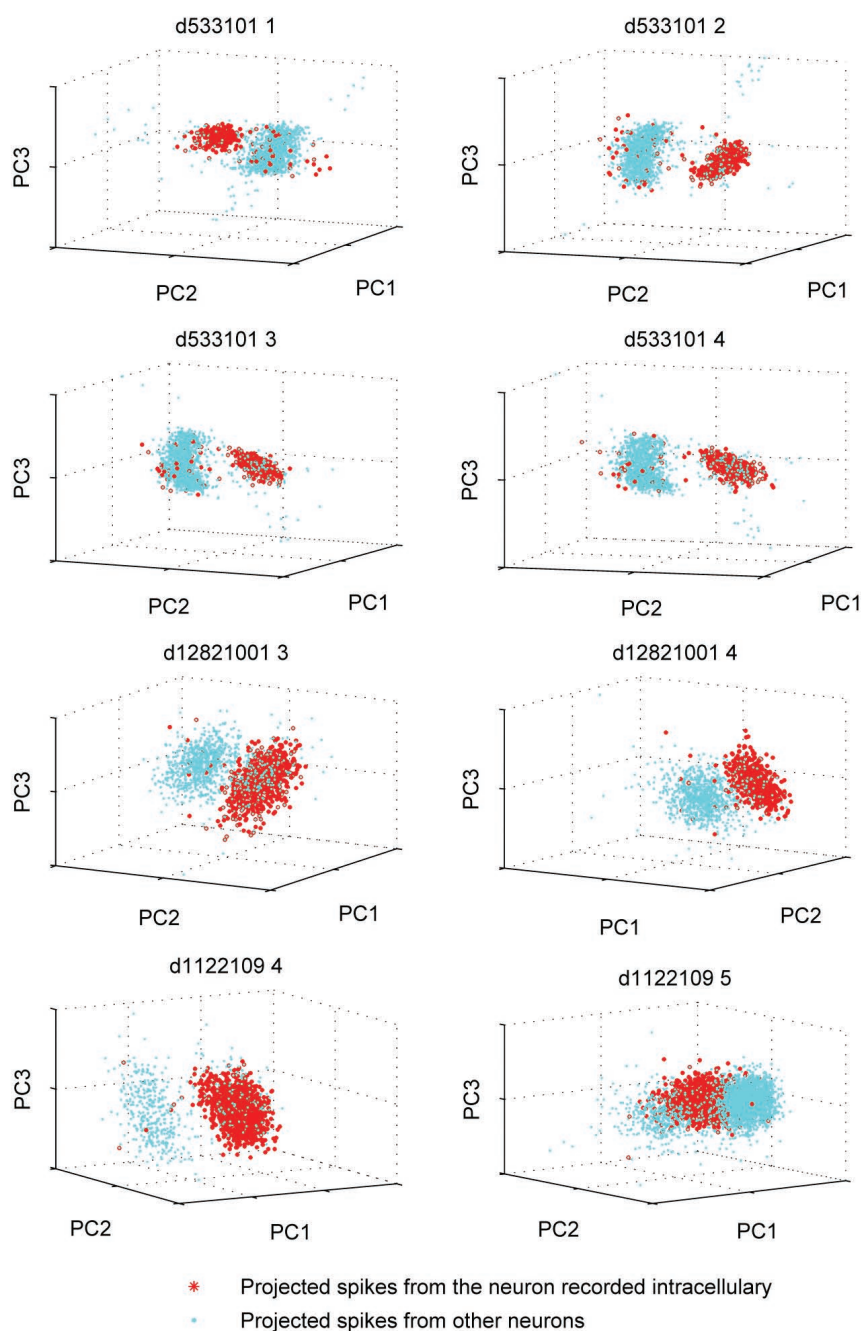 d533101 1
d533101 2
PC3
PC2
PC1
PC3
PC2
PC1
d533101 3
d533101 4
PC3
PC2
PC1
PC3
PC2
PC1
d12821001 3
d12821001 4
PC3
PC2
PC1
PC3
PC1
PC2
d1122109 4
d1122109 5
PC3
PC2
PC1
PC3
PC2
PC1
Projected spikes from the neuron recorded intracellulary
Projected spikes from other neurons